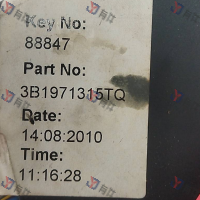 Key No:
88847
Part No:
3B1971315TQ
Date:
14:08:2010
Time:
11:16:28